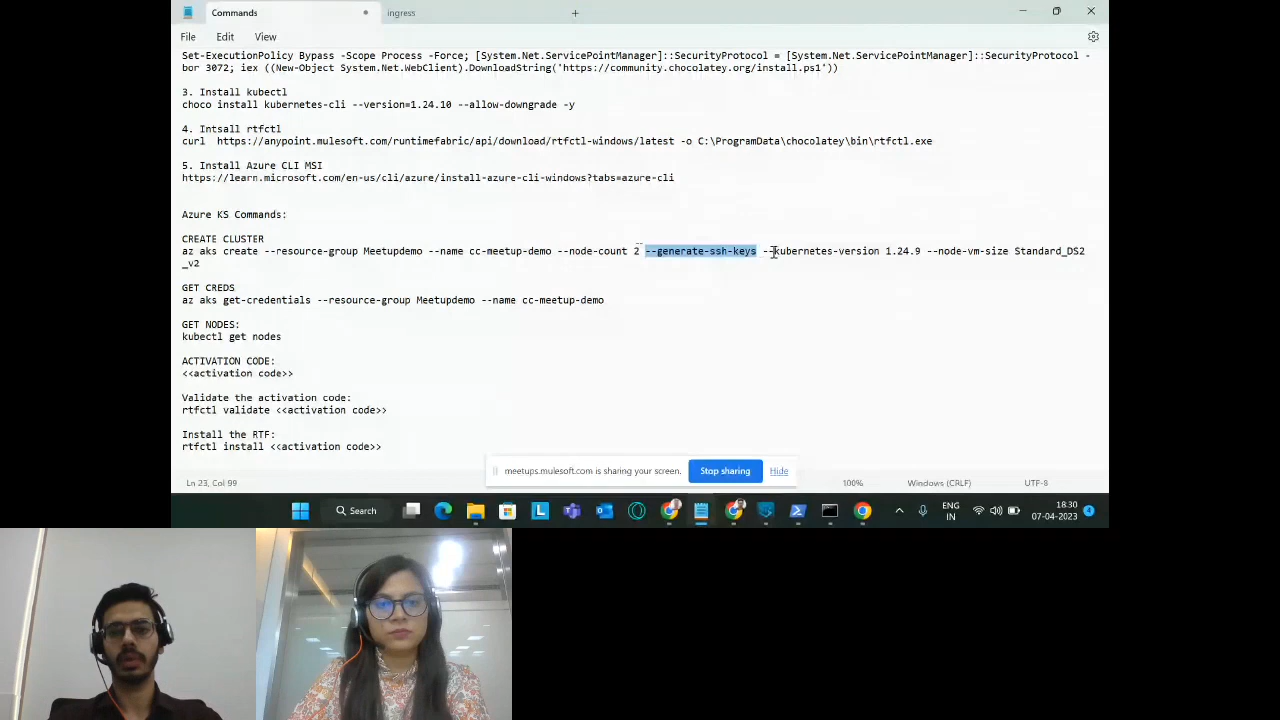 Commands
ingress
File Edit View
Set-ExecutionPolicy Bypass -Scope Process -Force; [System.Net.ServicePointManager]::SecurityProtocol = [System.Net.ServicePointManager]::SecurityProtocol -
bor 3072; iex ((New-Object System.Net.WebClient).DownloadString('https://community.chocolatey.org/install.ps1'))
3. Install kubectl
choco install kubernetes-cli --version=1.24.10 --allow-downgrade -y
4. Intsall rtfctl
curl  https://anypoint.mulesoft.com/runtimefabric/api/download/rtfctl-windows/latest -o C:\ProgramData\chocolatey\bin\rtfctl.exe
5. Install Azure CLI MSI
https://learn.microsoft.com/en-us/cli/azure/install-azure-cli-windows?tabs=azure-cli
Azure KS Commands:
CREATE CLUSTER
az aks create --resource-group Meetupdemo --name cc-meetup-demo --node-count 2 --generate-ssh-keys --kubernetes-version 1.24.9 --node-vm-size Standard_DS2
_v2
GET CREDS
az aks get-credentials --resource-group Meetupdemo --name cc-meetup-demo
GET NODES:
kubectl get nodes
ACTIVATION CODE:
<<activation code>>
Validate the activation code:
rtfctl validate <<activation code>>
Install the RTF:
rtfctl install <<activation code>>
meetups.mulesoft.com is sharing your screen.
Stop sharing
Hide
Ln 23, Col 99
100%
Windows (CRLF)
UTF-8
Search
ENG
IN
18.30
07-04-2023
4